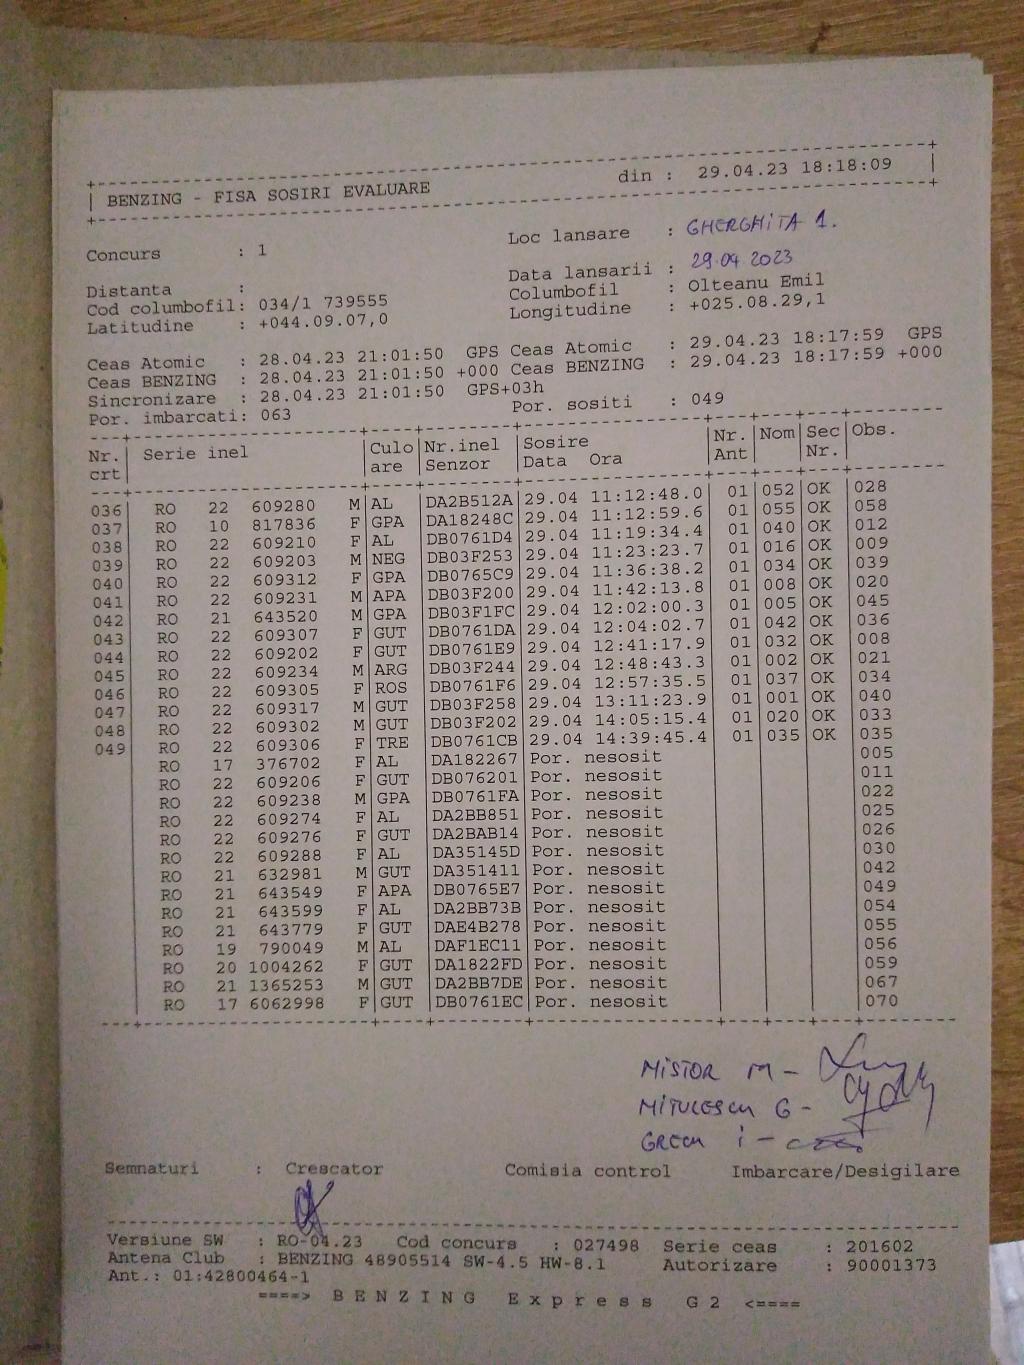 BENZING - FISA SOSIRI EVALUARE din : 29.04.23 18:18:09
Concurs : 1 Loc lansare : GHERGHiTA 1.
Data lansarii : 29.04 2023
Distanta : Columbofil : Olteanu Emil
Cod columbofil: 034/1 739555 Longitudine : +025.08.29,1
Latitudine : +044.09.07,0
Ceas Atomic : 28.04.23 21:01:50 GPS Ceas Atomic : 29.04.23 18:17:59 GPS
Ceas BENZING : 28.04.23 21:01:50 +000 Ceas BENZING : 29.04.23 18:17:59 +000
Sincronizare : 28.04.23 21:01:50 GPS+03h
Por. imbarcati: 063 Por. sositi : 049
Nr. Serie inel Culo Nr.inel Sosire Nr. Nom Sec Obs.
crt are Senzor Data Ora Ant Nr.
036 RO 22 609280 M AL DA2B512A 29.04 11:12:48.0 01 052 OK 028
037 RO 10 817836 F GPA DA18248C 29.04 11:12:59.6 01 055 OK 058
038 RO 22 609210 F AL DB0761D4 29.04 11:19:34.4 01 040 OK 012
039 RO 22 609203 M NEG DB03F253 29.04 11:23:23.7 01 016 OK 009
040 RO 22 609312 F GPA DB0765C9 29.04 11:36:38.2 01 034 OK 039
041 RO 22 609231 M APA DB03F200 29.04 11:42:13.8 01 008 OK 020
042 RO 21 643520 M GPA DB03F1FC 29.04 12:02:00.3 01 005 OK 045
043 RO 22 609307 F GUT DB0761DA 29.04 12:04:02.7 01 042 OK 036
044 RO 22 609202 F GUT DB0761E9 29.04 12:41:17.9 01 032 OK 008
045 RO 22 609234 M ARG DB03F244 29.04 12:48:43.3 01 002 OK 021
046 RO 22 609305 F ROS DB0761F6 29.04 12:57:35.5 01 037 OK 034
047 RO 22 609317 M GUT DB03F258 29.04 13:11:23.9 01 001 OK 040
048 RO 22 609302 M GUT DB03F202 29.04 14:05:15.4 01 020 OK 033
049 RO 22 609306 F TRE DB0761CB 29.04 14:39:45.4 01 035 OK 035
RO 17 376702 F AL DA182267 Por. nesosit 005
RO 22 609206 F GUT DB076201 Por. nesosit 011
RO 22 609238 M GPA DB0761FA Por. nesosit 022
RO 22 609274 F AL DA2BB851 Por. nesosit 025
RO 22 609276 F GUT DA2BAB14 Por. nesosit 026
RO 22 609288 F AL DA35145D Por. nesosit 030
RO 21 632981 M GUT DA351411 Por. nesosit 042
RO 21 643549 F APA DB0765E7 Por. nesosit 049
RO 21 643599 F AL DA2BB73B Por. nesosit 054
RO 21 643779 F GUT DAE4B278 Por. nesosit 055
RO 19 790049 M AL DAF1EC11 Por. nesosit 056
RO 20 1004262 F GUT DA1822FD Por. nesosit 059
RO 21 1365253 M GUT DA2BB7DE Por. nesosit 067
RO 17 6062998 F GUT DB0761EC Por. nesosit 070
MiSTOR M -
MiTULESCU G -
GRECU i -
Semnaturi : Crescator Comisia control Imbarcare/Desigilare
Versiune SW : RO-04.23 Cod concurs : 027498 Serie ceas : 201602
Antena Club : BENZING 48905514 SW-4.5 HW-8.1 Autorizare : 90001373
Ant.: 01:42800464-1
====> B E N Z I N G E x p r e s s G 2 <====